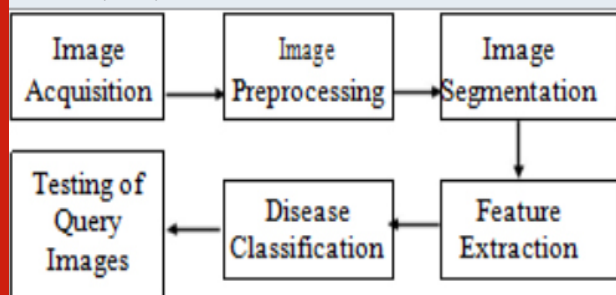 Image
Acquisition
Image
Preprocessing
Image
Segmentation
Testing of
Query
Images
Disease
Classification
Feature
Extraction